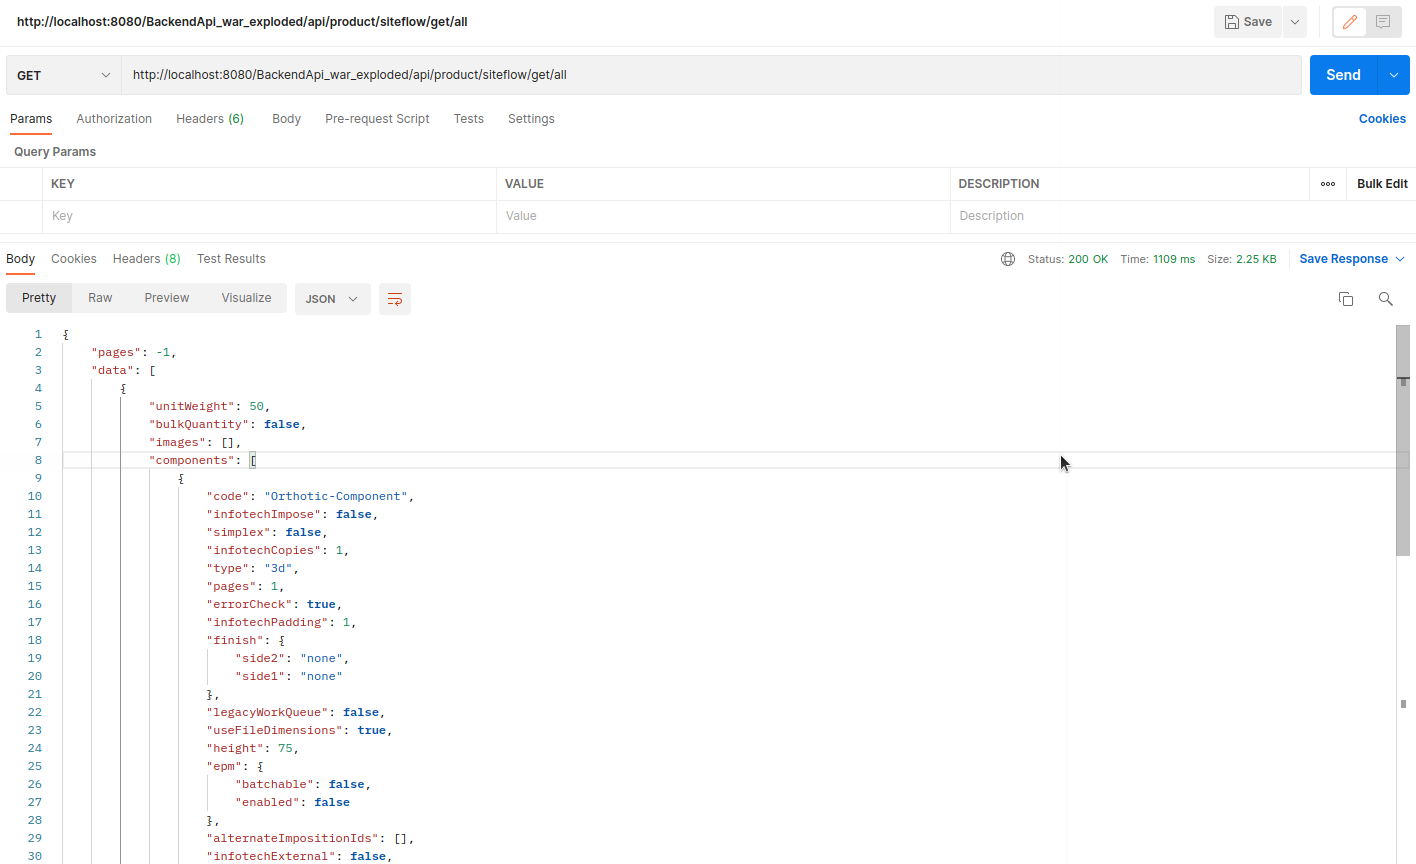 http://localhost:8080/BackendApi_war_exploded/api/product/siteflow/get/all Save
GET http://localhost:8080/BackendApi_war_exploded/api/product/siteflow/get/all Send
Params Authorization Headers (6) Body Pre-request Script Tests Settings Cookies
Query Params
KEY VALUE DESCRIPTION ooo Bulk Edit
Key Value Description
Body Cookies Headers (8) Test Results Status: 200 OK Time: 1109 ms Size: 2.25 KB Save Response
Pretty Raw Preview Visualize JSON
1 {
2 "pages": -1,
3 "data": [
4 {
5 "unitWeight": 50,
6 "bulkQuantity": false,
7 "images": [],
8 "components": [
9 {
10 "code": "Orthotic-Component",
11 "infotechImpose": false,
12 "simplex": false,
13 "infotechCopies": 1,
14 "type": "3d",
15 "pages": 1,
16 "errorCheck": true,
17 "infotechPadding": 1,
18 "finish": {
19 "side2": "none",
20 "side1": "none"
21 },
22 "legacyWorkQueue": false,
23 "useFileDimensions": true,
24 "height": 75,
25 "epm": {
26 "batchable": false,
27 "enabled": false
28 },
29 "alternateImpositionIds": [],
30 "infotechExternal": false,